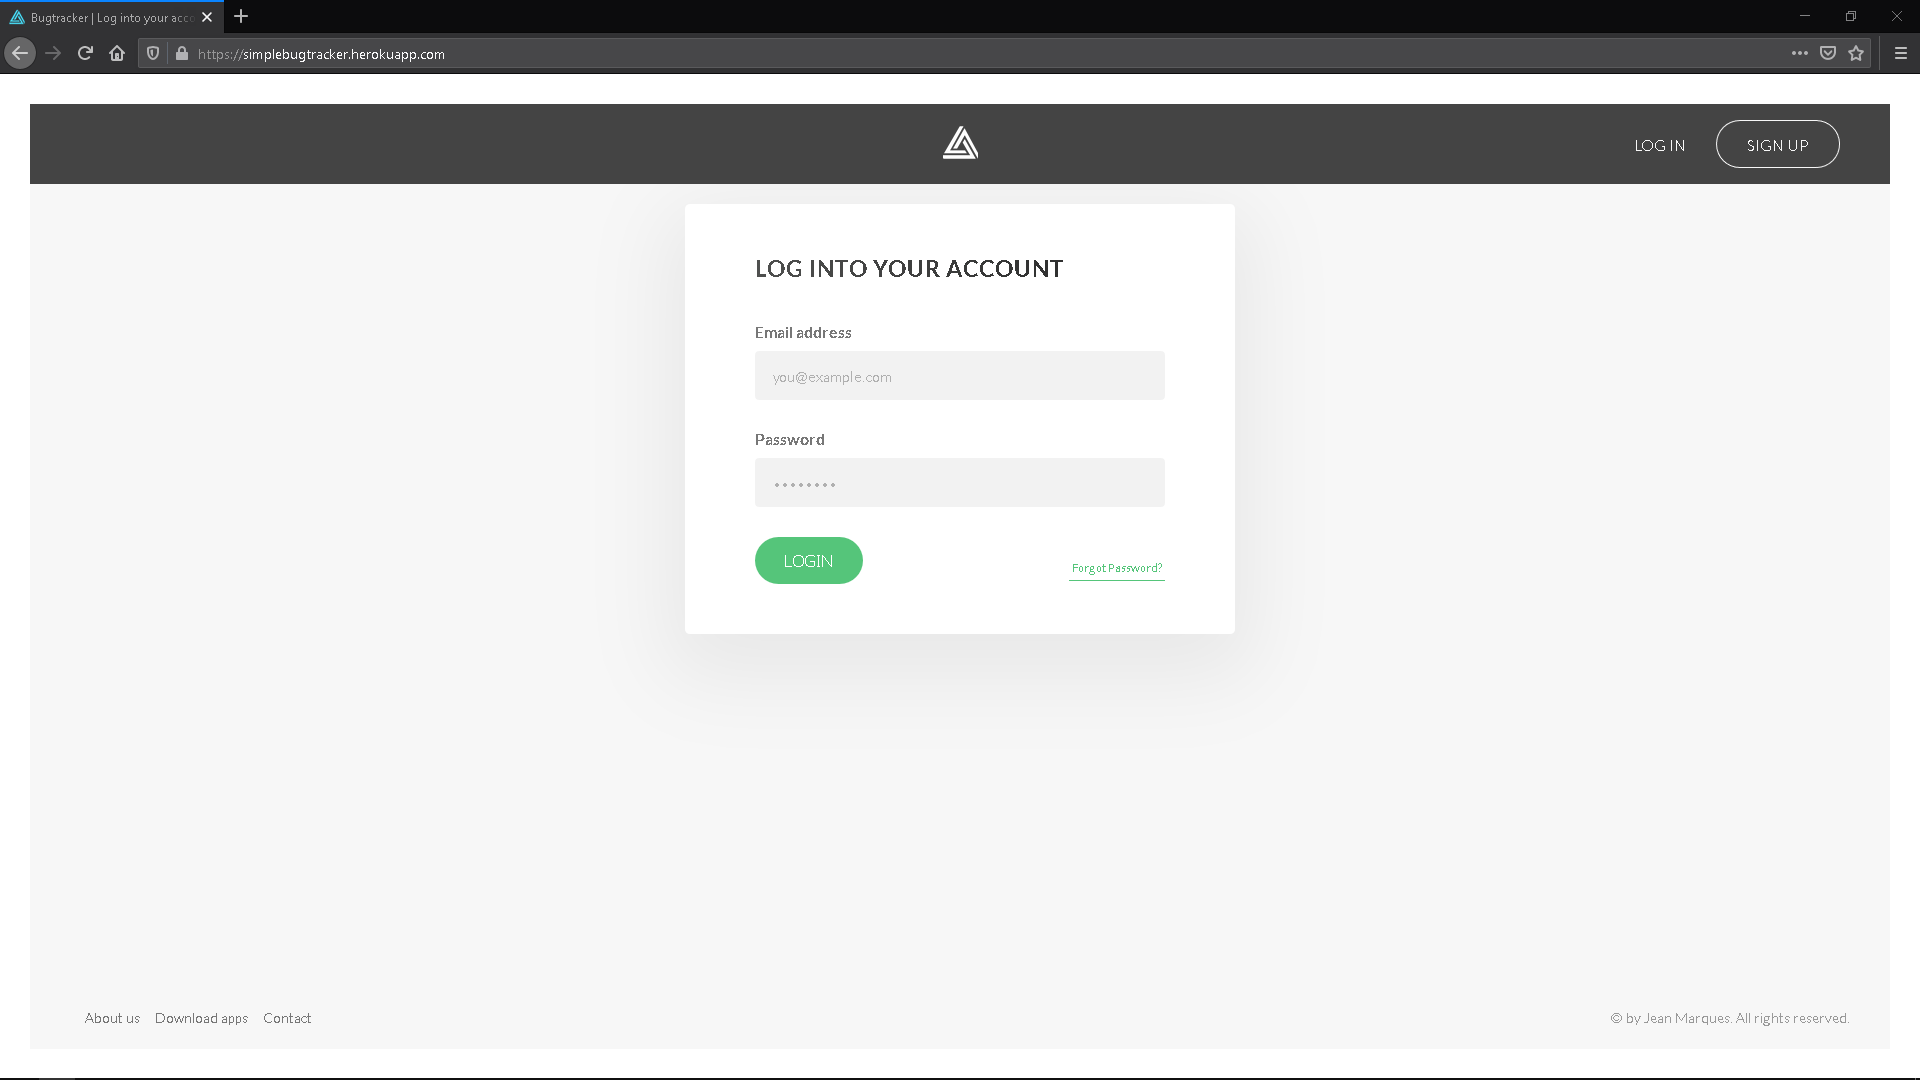 Bugtracker | Log into your acco
https://simplebugtracker.herokuapp.com
LOG IN
SIGN UP
LOG INTO YOUR ACCOUNT
Email address
you@example.com
Password
LOGIN
Forgot Password?
About us Download apps Contact
© by Jean Marques. All rights reserved.